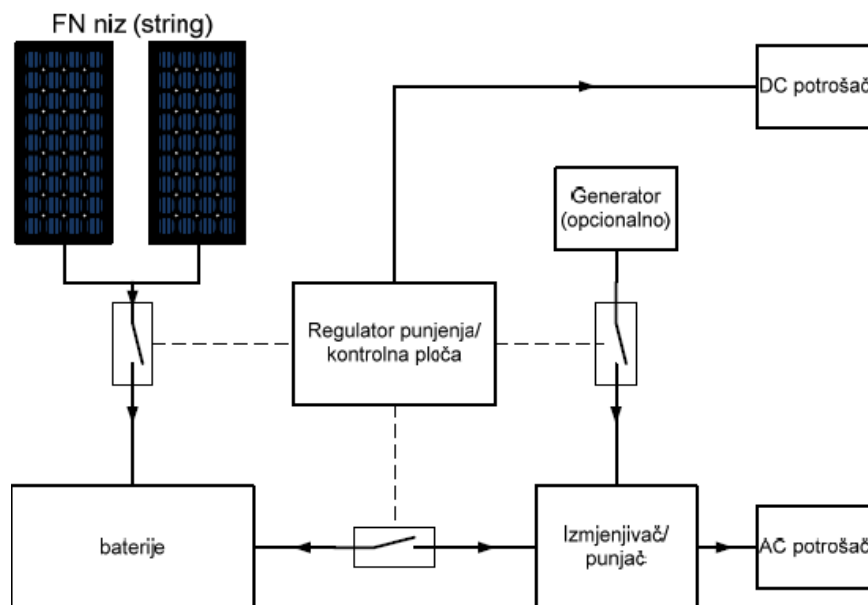 FN niz (string)
DC potrošač
Generator
(opcionalno)
Regulator punjenja/
kontrolna ploča
baterije
Izmjenjivač/
punjač
AC potrošač